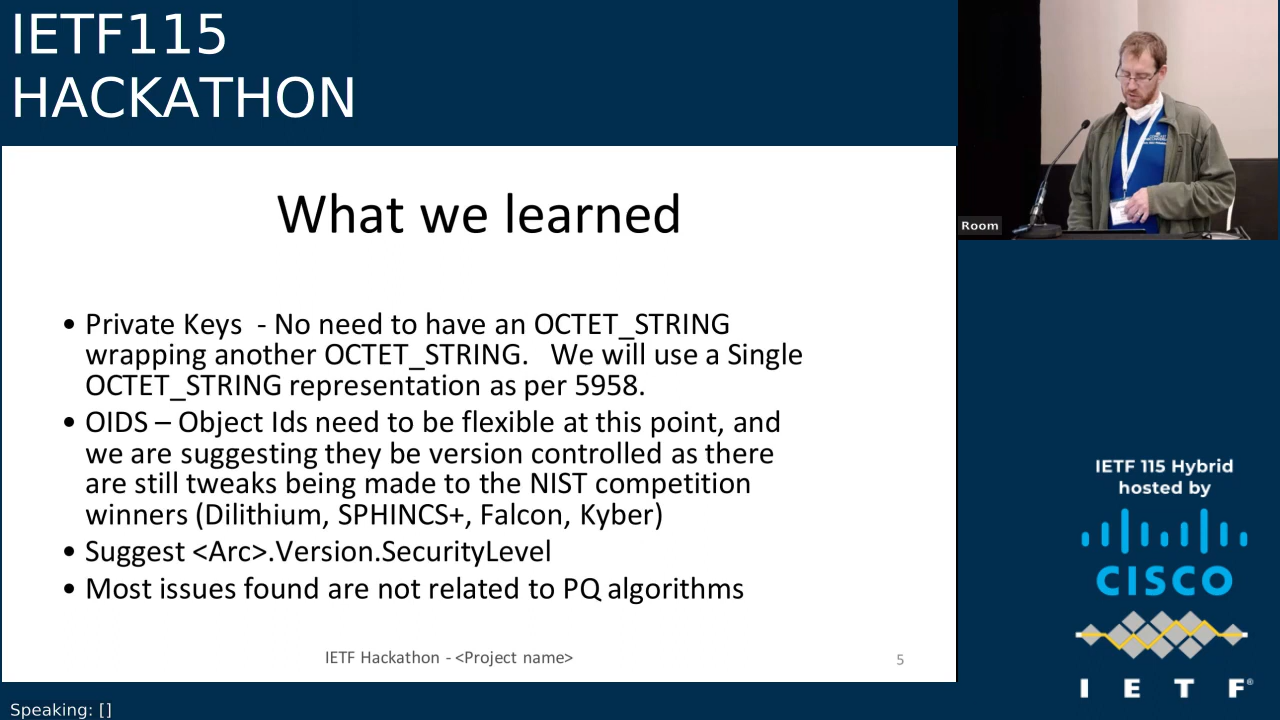 IETF115
HACKATHON
What we learned
• Private Keys - No need to have an OCTET_STRING
wrapping another OCTET_STRING. We will use a Single
OCTET_STRING representation as per 5958.
• OIDS – Object Ids need to be flexible at this point, and
we are suggesting they be version controlled as there
are still tweaks being made to the NIST competition
winners (Dilithium, SPHINCS+, Falcon, Kyber)
• Suggest <Arc>.Version.SecurityLevel
• Most issues found are not related to PQ algorithms
IETF Hackathon - <Project name>
5
Room
IETF 115 Hybrid
hosted by
CISCO
I E T F®
Speaking: []